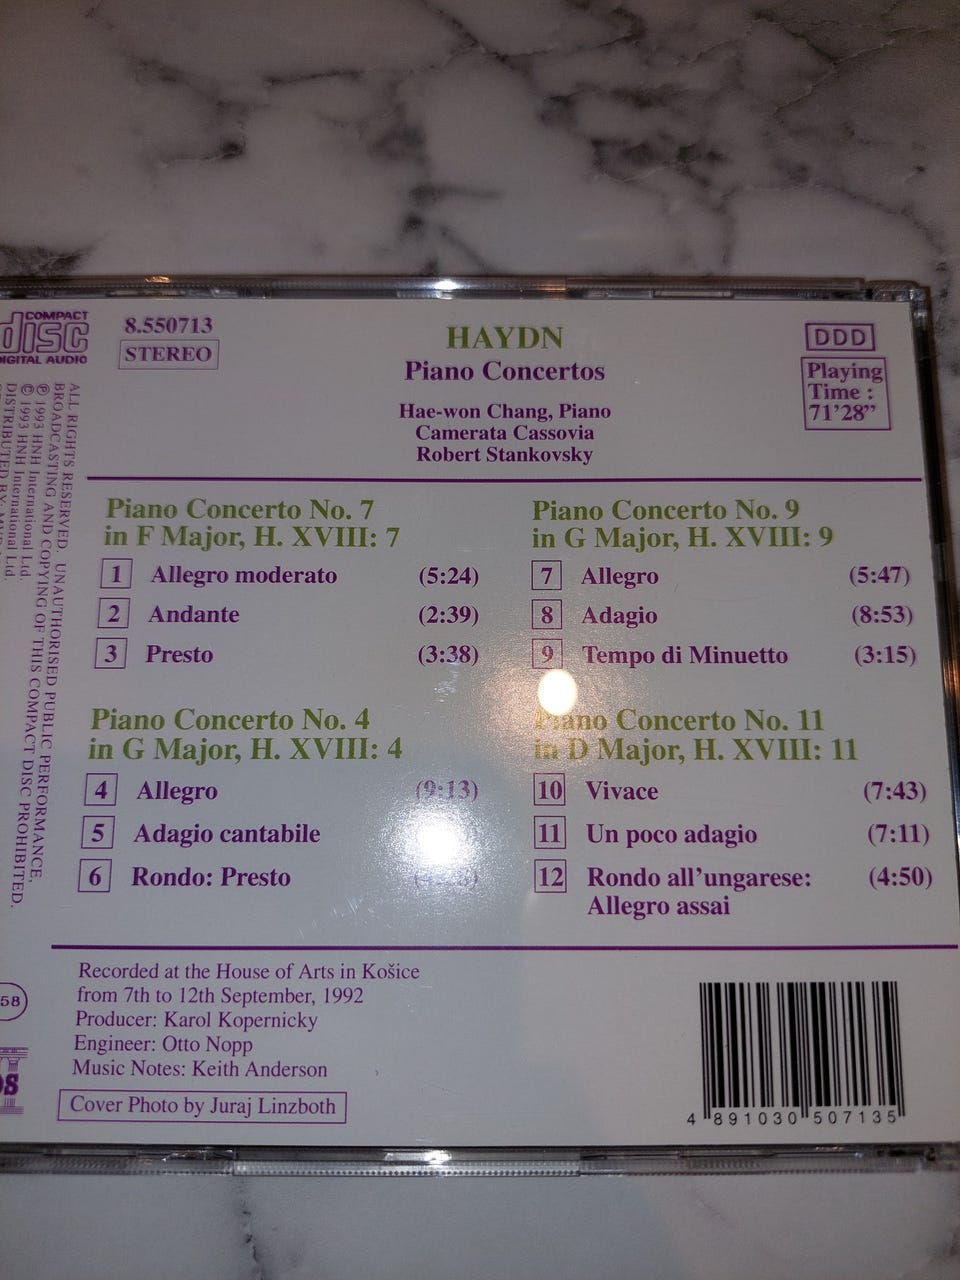 COMPACT
disc
DIGITAL AUDIO
8.550713
STEREO
HAYDN
Piano Concertos
Hae-won Chang, Piano
Camerata Cassovia
Robert Stankovsky
DDD
Playing
Time :
71’28”
ALL RIGHTS RESERVED. UNAUTHORISED PUBLIC PERFORMANCE,
BROADCASTING AND COPYING OF THIS COMPACT DISC PROHIBITED.
℗ 1993 HNH International Ltd.
© 1993 HNH International Ltd.
DISTRIBUTED BY:
Piano Concerto No. 7
in F Major, H. XVIII: 7
1 Allegro moderato (5:24)
2 Andante (2:39)
3 Presto (3:38)
Piano Concerto No. 4
in G Major, H. XVIII: 4
4 Allegro (9:13)
5 Adagio cantabile
6 Rondo: Presto
Piano Concerto No. 9
in G Major, H. XVIII: 9
7 Allegro (5:47)
8 Adagio (8:53)
9 Tempo di Minuetto (3:15)
Piano Concerto No. 11
in D Major, H. XVIII: 11
10 Vivace (7:43)
11 Un poco adagio (7:11)
12 Rondo all’ungarese: (4:50)
Allegro assai
Recorded at the House of Arts in Košice
from 7th to 12th September, 1992
Producer: Karol Kopernicky
Engineer: Otto Nopp
Music Notes: Keith Anderson
Cover Photo by Juraj Linzboth
58
OS
4 891030 507135